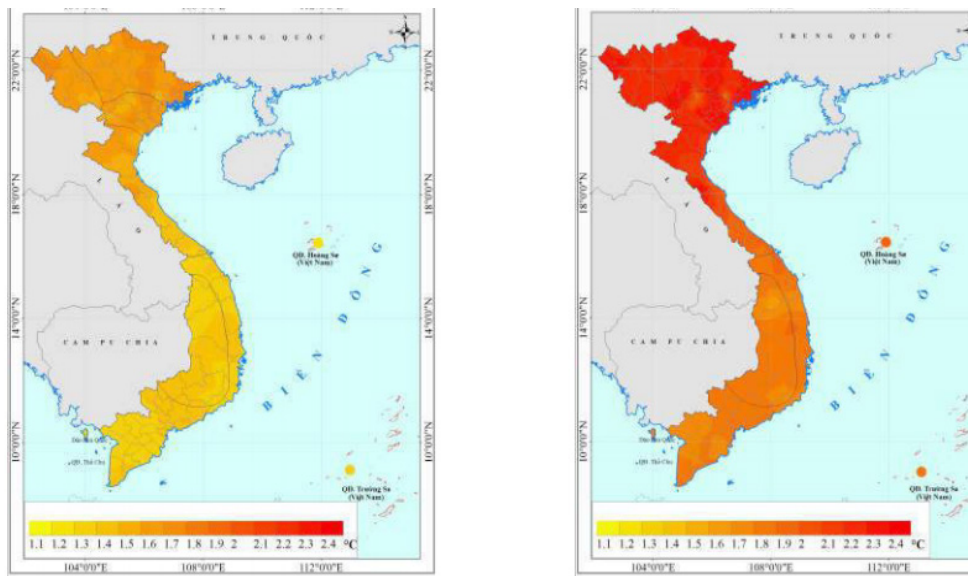 T R U N G Q U Ố C
22°0'0"N
18°0'0"N
14°0'0"N
10°0'0"N
QĐ. Hoàng Sa
(Việt Nam)
CAM PU CHIA
BIỂN ĐÔNG
QĐ. Thổ Chu
QĐ. Trường Sa
(Việt Nam)
1.1 1.2 1.3 1.4 1.5 1.6 1.7 1.8 1.9 2 2.1 2.2 2.3 2.4 °C
104°0'0"E 108°0'0"E 112°0'0"E
T R U N G Q U Ố C
22°0'0"N
18°0'0"N
14°0'0"N
10°0'0"N
QĐ. Hoàng Sa
(Việt Nam)
CAM PU CHIA
BIỂN ĐÔNG
QĐ. Thổ Chu
QĐ. Trường Sa
(Việt Nam)
1.1 1.2 1.3 1.4 1.5 1.6 1.7 1.8 1.9 2 2.1 2.2 2.3 2.4 °C
104°0'0"E 108°0'0"E 112°0'0"E